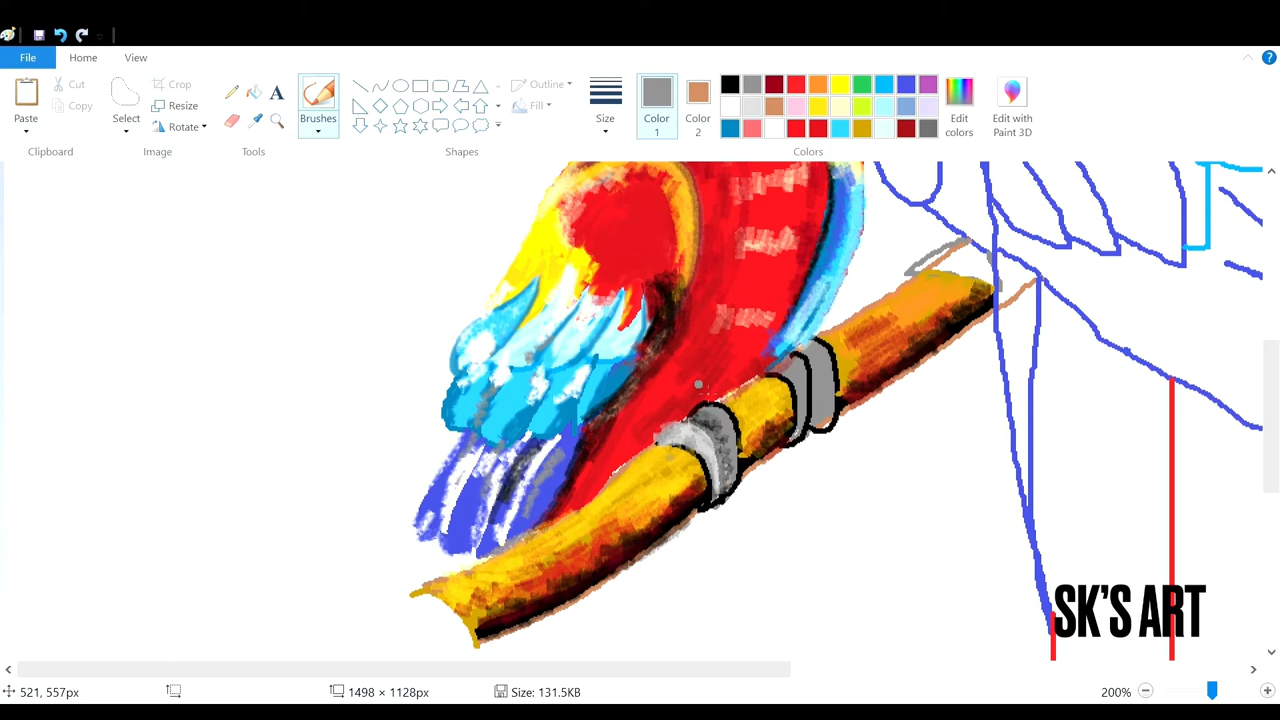 File Home View
Paste
Cut
Copy
Clipboard
Select
Crop
Resize
Rotate
Image
A
Tools
Brushes
Outline
Fill
Shapes
Size
Color 1
Color 2
Colors
Edit colors
Edit with Paint 3D
SK'S ART
521, 557px
1498 × 1128px
Size: 131.5KB
200%